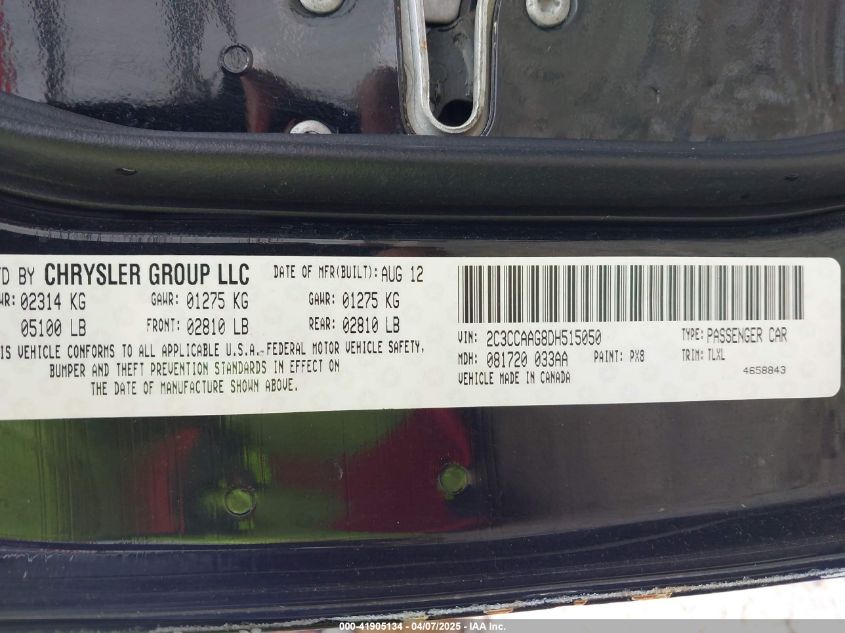 BY CHRYSLER GROUP LLC DATE OF MFR(BUILT): AUG 12
02314 KG GAWR: 01275 KG GAWR: 01275 KG
05100 LB FRONT: 02810 LB REAR: 02810 LB
VEHICLE CONFORMS TO ALL APPLICABLE U.S.A. FEDERAL MOTOR VEHICLE SAFETY,
BUMPER AND THEFT PREVENTION STANDARDS IN EFFECT ON
THE DATE OF MANUFACTURE SHOWN ABOVE.
VIN: 2C3CCAAG8DH515050 TYPE: PASSENGER CAR
MDH: 081720 033AA PAINT: PX8 TRIM: TLXL
VEHICLE MADE IN CANADA 4658843
000-41905134 | 04/07/2025 - IAA Inc.